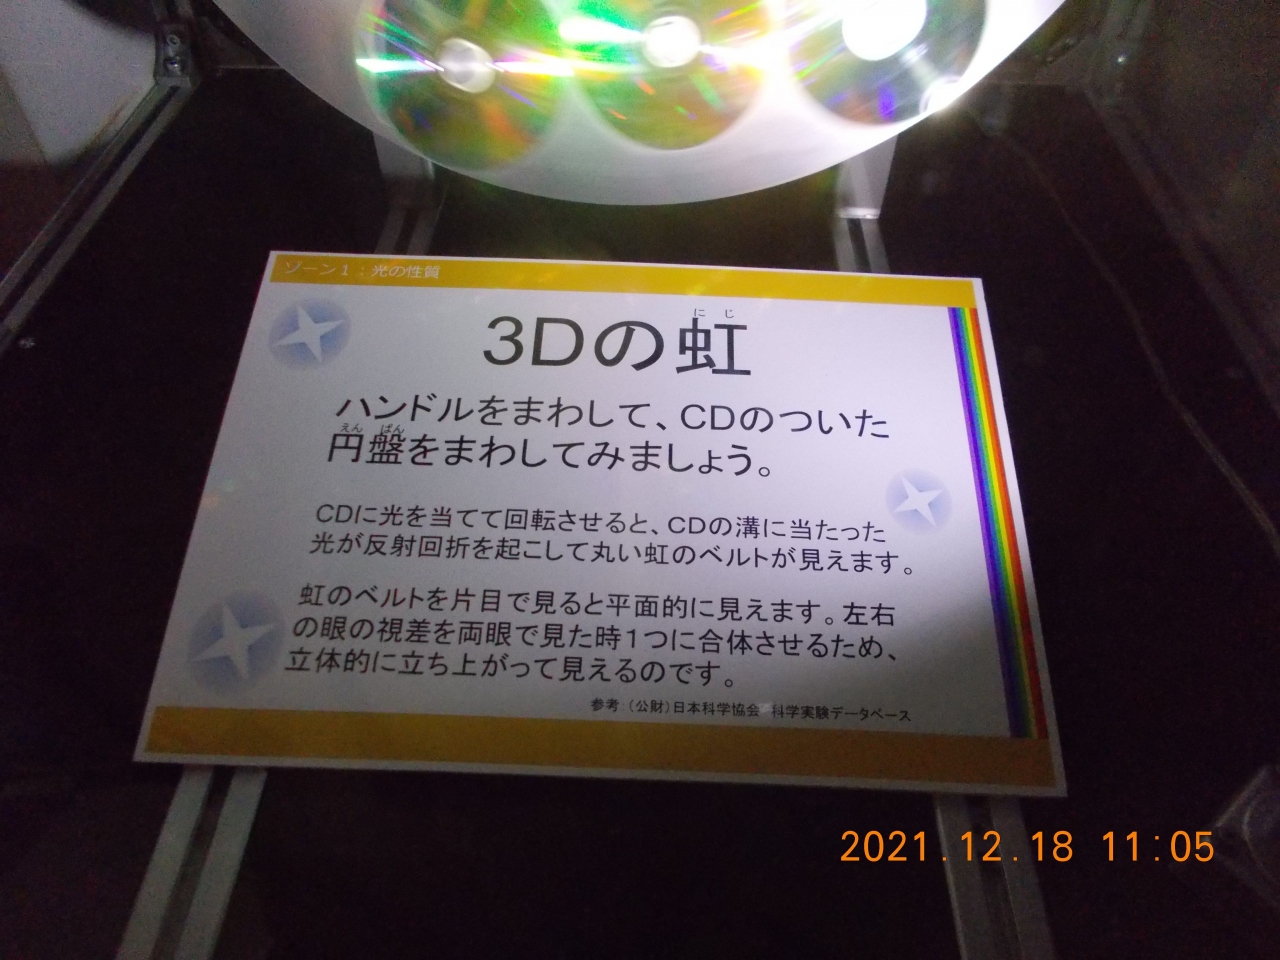 ゾーン１：光の性質
にじ
3Dの虹
ハンドルをまわして、CDのついた
えん ばん
円盤をまわしてみましょう。
CDに光を当てて回転させると、CDの溝に当たった
光が反射回折を起こして丸い虹のベルトが見えます。
虹のベルトを片目で見ると平面的に見えます。左右
の眼の視差を両眼で見た時１つに合体させるため、
立体的に立ち上がって見えるのです。
参考：（公財）日本科学協会 科学実験データベース
2021.12.18 11:05